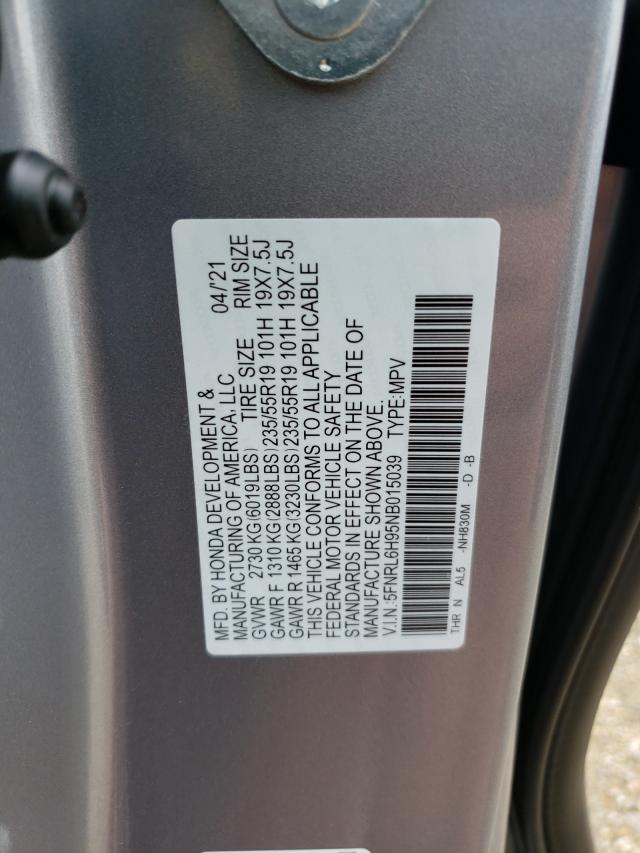 MFD. BY HONDA DEVELOPMENT &
MANUFACTURING OF AMERICA, LLC 04/'21
GVWR 2730 KG(6019LBS) TIRE SIZE RIM SIZE
GAWR F 1310 KG(2888LBS)235/55R19 101H 19X7.5J
GAWR R 1465 KG(3230LBS)235/55R19 101H 19X7.5J
THIS VEHICLE CONFORMS TO ALL APPLICABLE
FEDERAL MOTOR VEHICLE SAFETY
STANDARDS IN EFFECT ON THE DATE OF
MANUFACTURE SHOWN ABOVE.
V.I.N.:5FNRL6H95NB015039 TYPE:MPV
THR N AL5 -NH830M -D -B